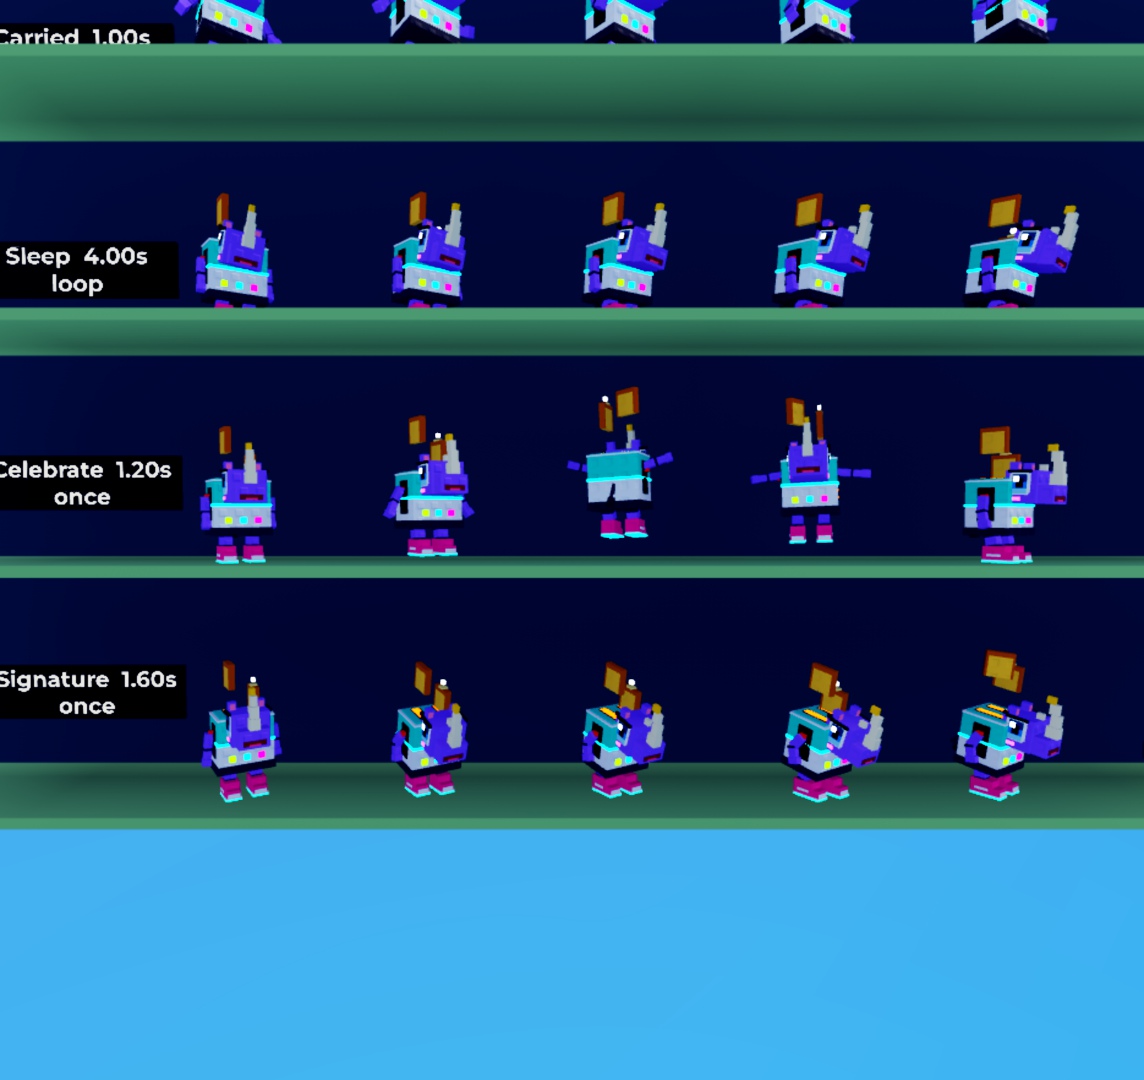 Carried 1.00s
Sleep 4.00s
loop
Celebrate 1.20s
once
Signature 1.60s
once